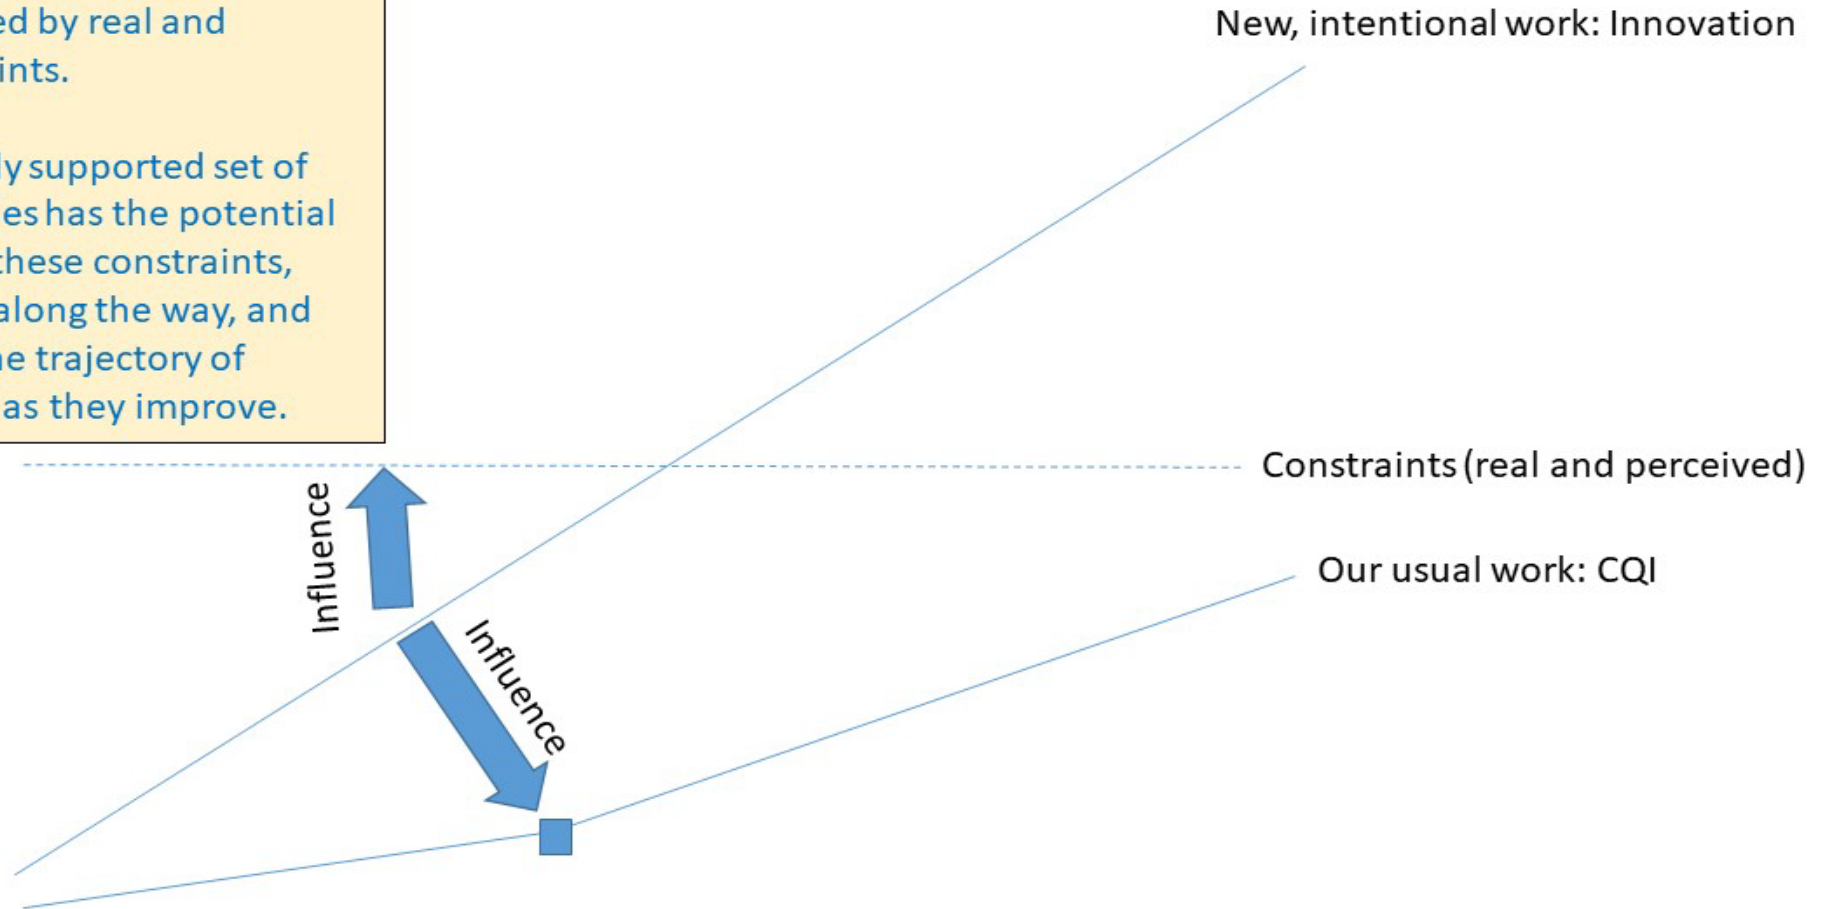 ed by real and
ints.
ly supported set of
es has the potential
these constraints,
along the way, and
ne trajectory of
as they improve.
New, intentional work: Innovation
Constraints (real and perceived)
Influence
Our usual work: CQI
Influence